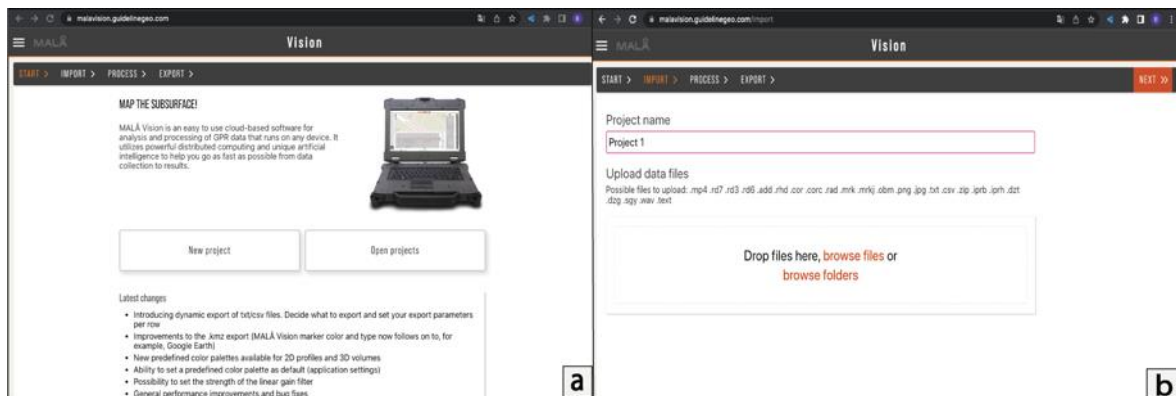 malavision.guidelinegeo.com
MALÅ
Vision
START > IMPORT > PROCESS > EXPORT >
MAP THE SUBSURFACE!
MALÅ Vision is an easy to use cloud-based software for
analysis and processing of GPR data that runs on any device. It
utilizes powerful distributed computing and unique artificial
intelligence to help you go as fast as possible from data
collection to results.
New project
Open projects
Latest changes
• Introducing dynamic export of txt/csv files. Decide what to export and set your export parameters
per row
• Improvements to the .kmz export (MALÅ Vision marker color and type now follows on to, for
example, Google Earth)
• New predefined color palettes available for 2D profiles and 3D volumes
• Ability to set a predefined color palette as default (application settings)
• Possibility to set the strength of the linear gain filter
• General performance improvements and bug fixes
a
malavision.guidelinegeo.com/import
MALÅ
Vision
START > IMPORT > PROCESS > EXPORT >
NEXT >>
Project name
Project 1
Upload data files
Possible files to upload: .mp4 .rd7 .rd3 .rd6 .add .rhd .cor .corc .rad .mrk .mrkj .obm .png .jpg .txt .csv .zip .iprb .iprh .dzt
.dzg .sgy .wav .text
Drop files here, browse files or
browse folders
b